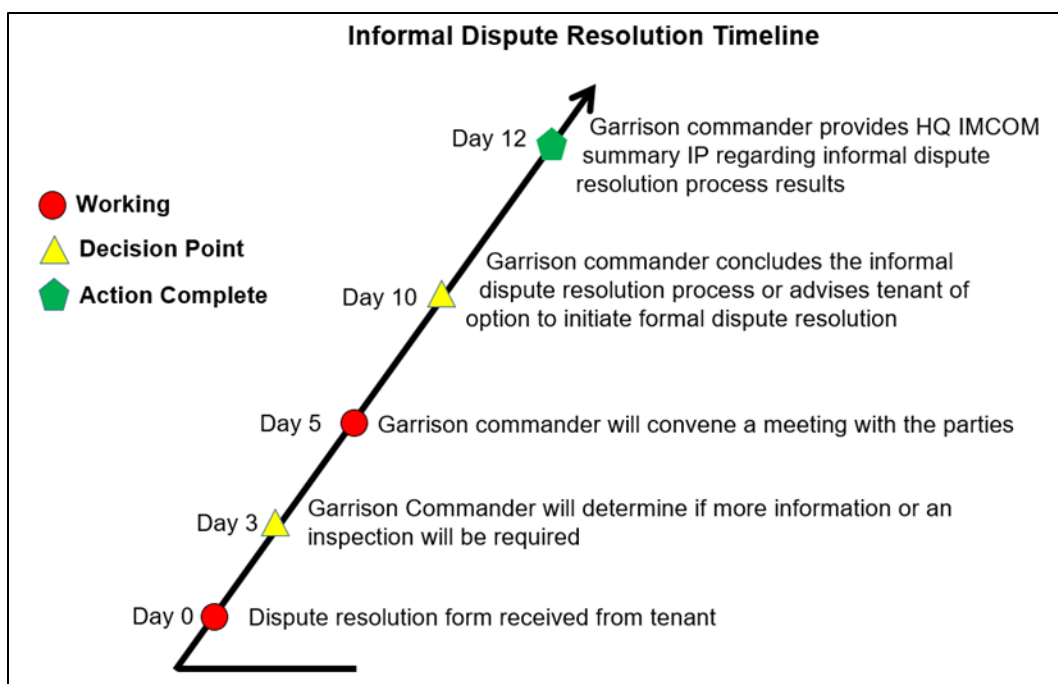 Informal Dispute Resolution Timeline
Day 12
Garrison commander provides HQ IMCOM
summary IP regarding informal dispute
resolution process results
Working
Decision Point
Action Complete
Day 10
Garrison commander concludes the informal
dispute resolution process or advises tenant of
option to initiate formal dispute resolution
Day 5
Garrison commander will convene a meeting with the parties
Day 3
Garrison Commander will determine if more information or an
inspection will be required
Day 0
Dispute resolution form received from tenant